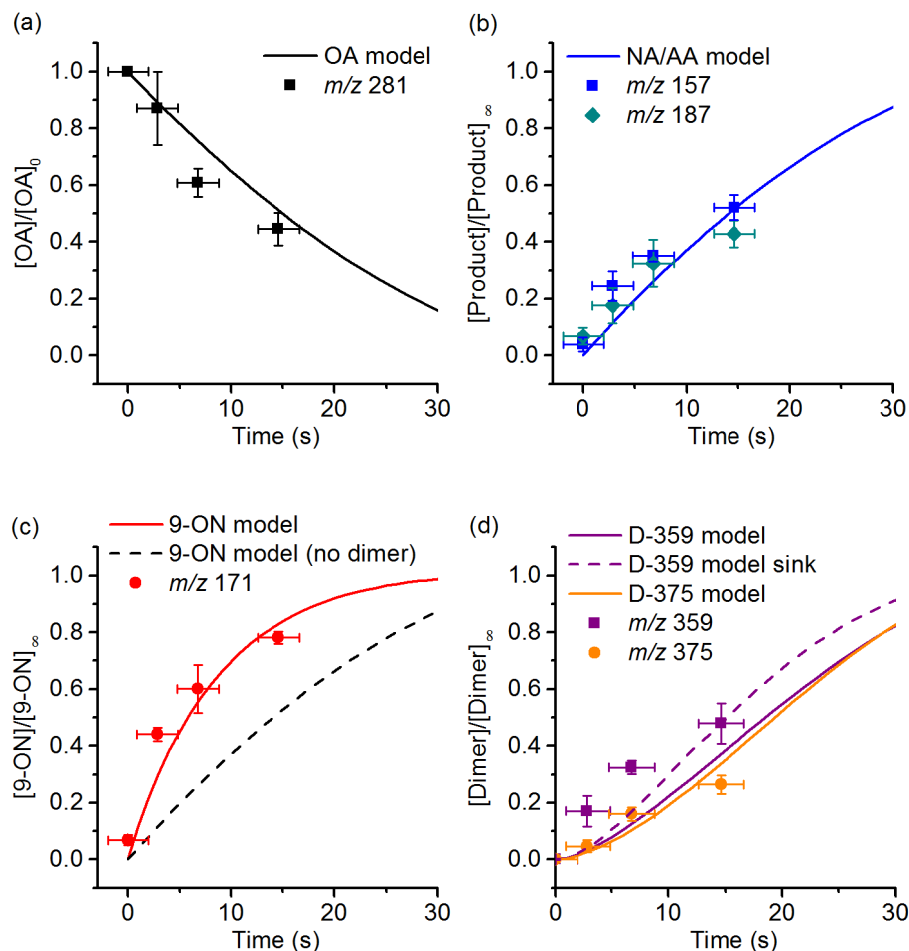 (a)
OA model
m/z 281
1.0
0.8
0.6
0.4
0.2
0.0
[OA]/[OA]₀
0 10 20 30
Time (s)
(b)
NA/AA model
m/z 157
m/z 187
1.0
0.8
0.6
0.4
0.2
0.0
[Product]/[Product]∞
0 10 20 30
Time (s)
(c)
9-ON model
9-ON model (no dimer)
m/z 171
1.0
0.8
0.6
0.4
0.2
0.0
[9-ON]/[9-ON]∞
0 10 20 30
Time (s)
(d)
D-359 model
D-359 model sink
D-375 model
m/z 359
m/z 375
1.0
0.8
0.6
0.4
0.2
0.0
[Dimer]/[Dimer]∞
0 10 20 30
Time (s)